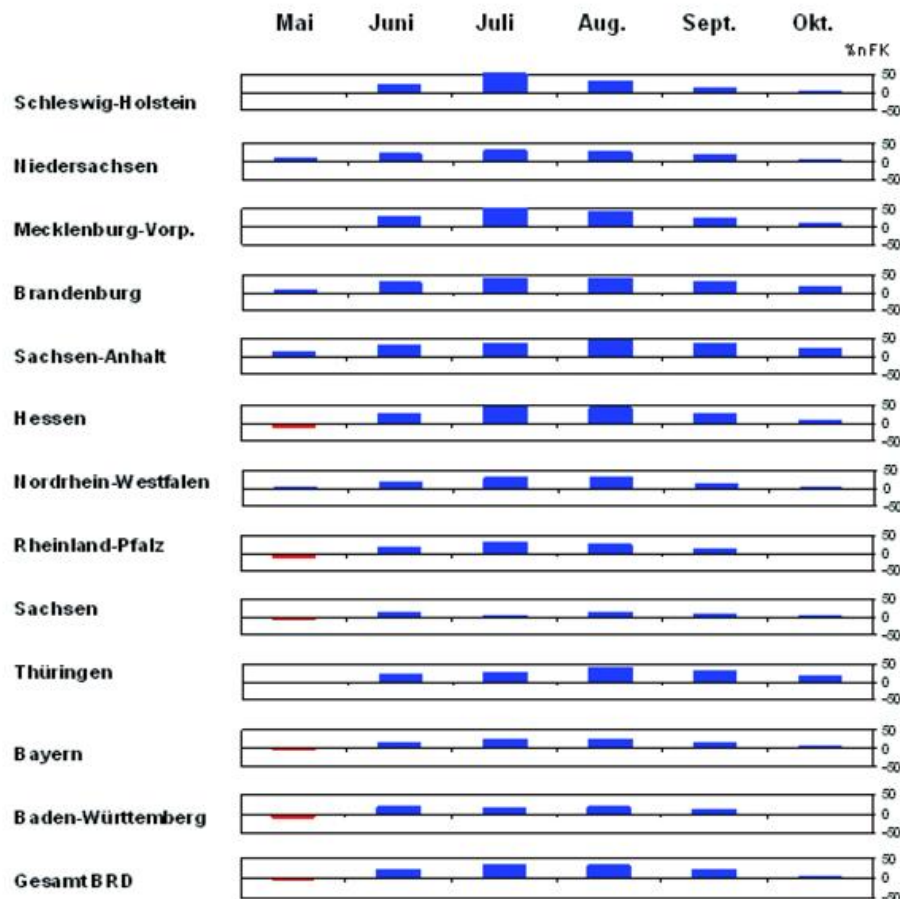 Mai Juni Juli Aug. Sept. Okt.
%nFK
Schleswig-Holstein 50 0 -50
Niedersachsen 50 0 -50
Mecklenburg-Vorp. 50 0 -50
Brandenburg 50 0 -50
Sachsen-Anhalt 50 0 -50
Hessen 50 0 -50
Nordrhein-Westfalen 50 0 -50
Rheinland-Pfalz 50 0 -50
Sachsen 50 0 -50
Thüringen 50 0 -50
Bayern 50 0 -50
Baden-Württemberg 50 0 -50
Gesamt BRD 50 0 -50